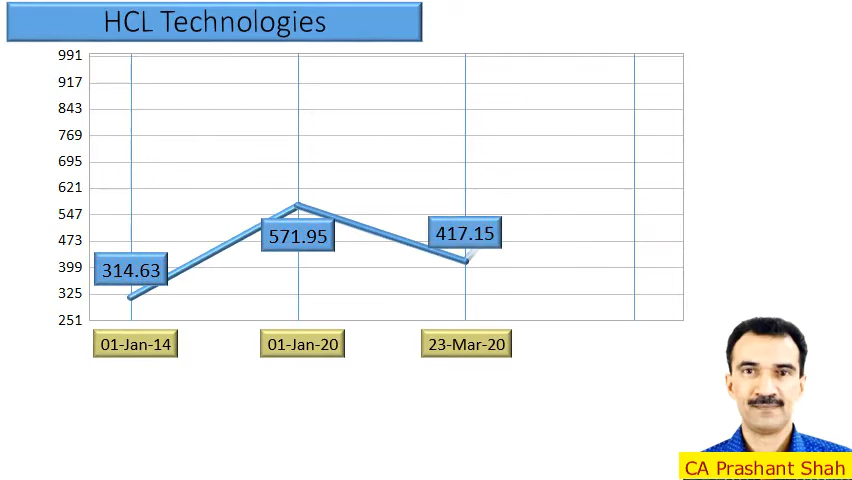 HCL Technologies
991
917
843
769
695
621
547
473
399
325
251
314.63
571.95
417.15
01-Jan-14
01-Jan-20
23-Mar-20
CA Prashant Shah